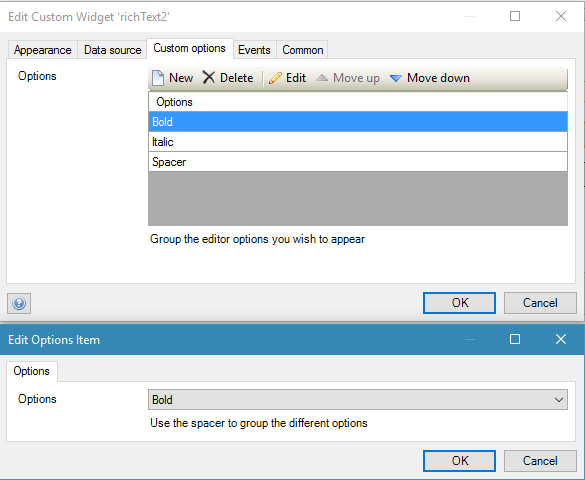 Edit Custom Widget 'richText2'
Appearance Data source Custom options Events Common
Options New Delete Edit Move up Move down
Options
Bold
Italic
Spacer
Group the editor options you wish to appear
? OK Cancel
Edit Options Item
Options
Options Bold
Use the spacer to group the different options
OK Cancel